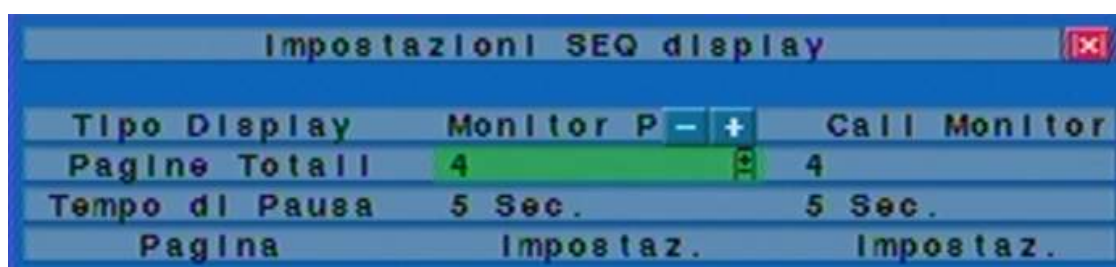 Impostazioni SEQ display
Tipo Display Monitor P - + Call Monitor
Pagine Totali 4 4
Tempo di Pausa 5 Sec. 5 Sec.
Pagina Impostaz. Impostaz.